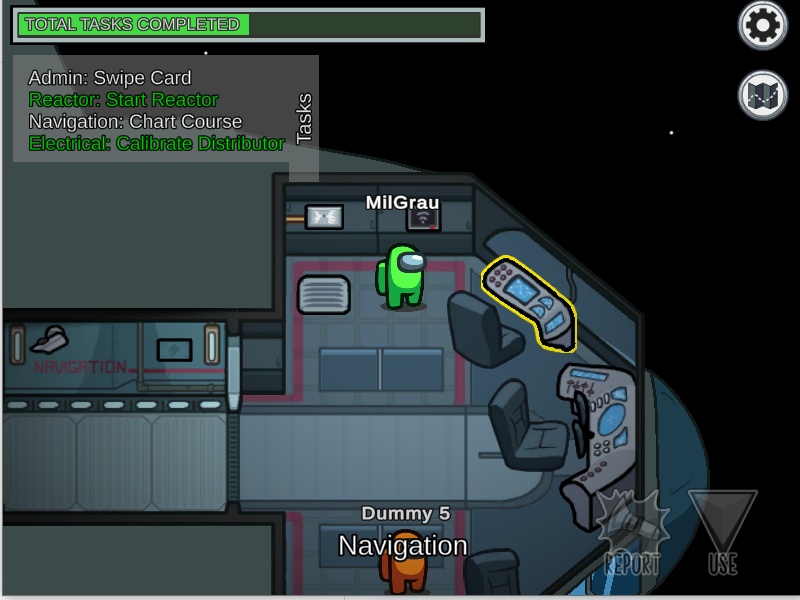 TOTAL TASKS COMPLETED
Admin: Swipe Card
Reactor: Start Reactor
Navigation: Chart Course
Electrical: Calibrate Distributor
Tasks
MilGrau
NAVIGATION
Dummy 5
Navigation
REPORT
USE